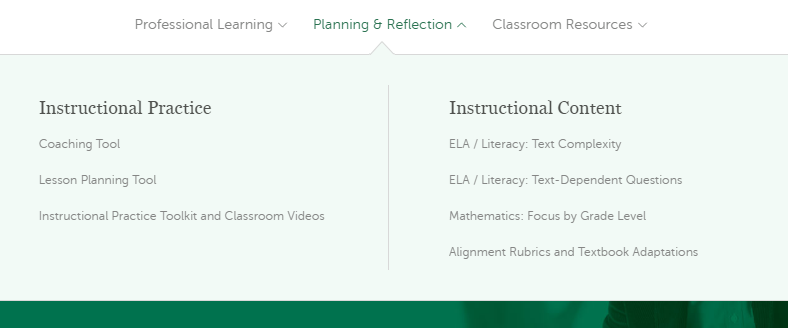 Professional Learning
Planning & Reflection
Classroom Resources
Instructional Practice
Coaching Tool
Lesson Planning Tool
Instructional Practice Toolkit and Classroom Videos
Instructional Content
ELA / Literacy: Text Complexity
ELA / Literacy: Text-Dependent Questions
Mathematics: Focus by Grade Level
Alignment Rubrics and Textbook Adaptations